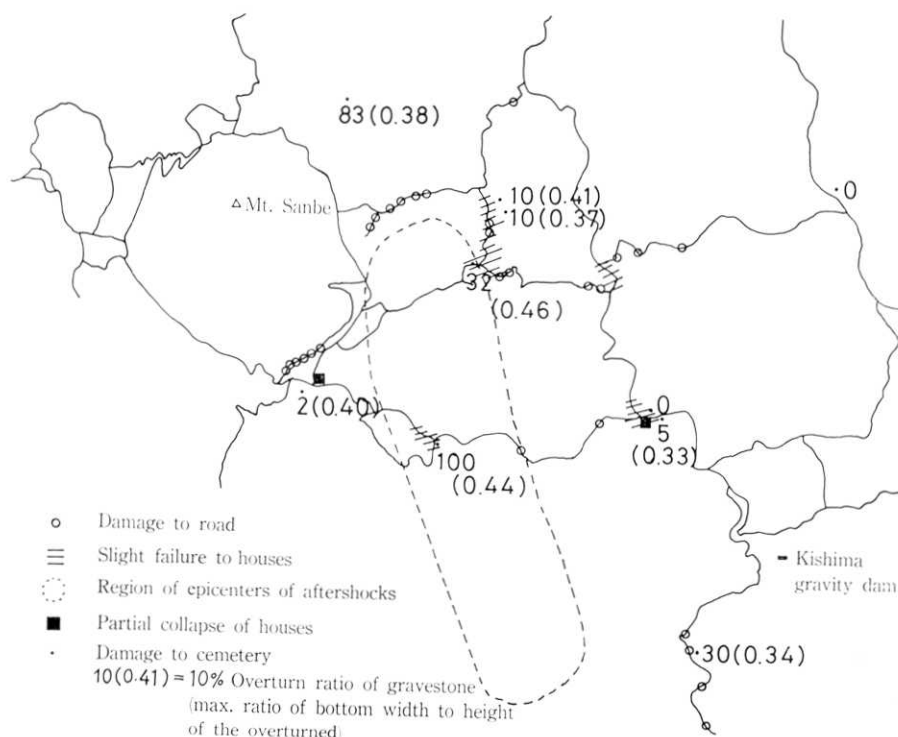 83(0.38)
Mt. Sanbe
10(0.41)
10(0.37)
0
32
(0.46)
2(0.40)
0
5
(0.33)
100
(0.44)
Damage to road
Slight failure to houses
Region of epicenters of aftershocks
Partial collapse of houses
Damage to cemetery
10(0.41) = 10% Overturn ratio of gravestone
(max. ratio of bottom width to height
of the overturned)
Kishima
gravity dam
30(0.34)